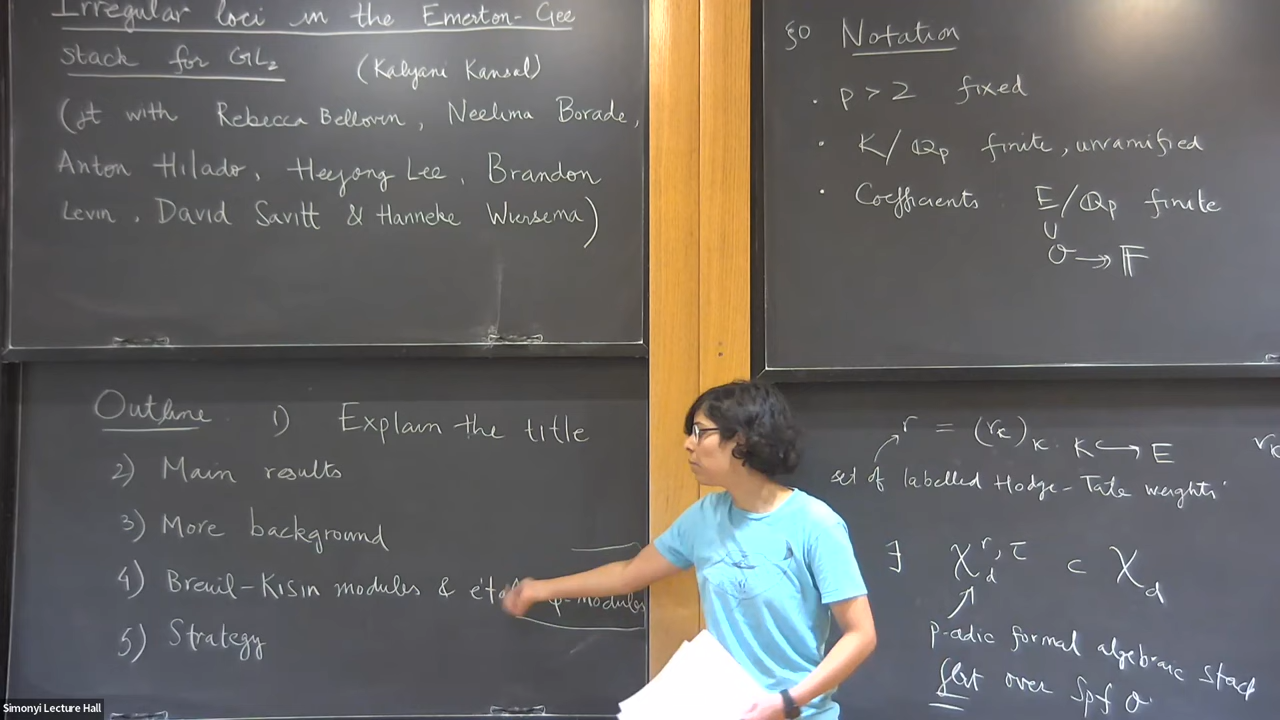 Irregular loci in the Emerton-Gee
stack for GL₂ (Kalyani Kansal)
(jt with Rebecca Bellovin, Neelima Borade,
Anton Hilado, Heejong Lee, Brandon
Levin, David Savitt & Hanneke Wiersema)
Outline 1) Explain the title
2) Main results
3) More background
4) Breuil-Kisin modules & φ-modules
5) Strategy
§0 Notation
· p > 2 fixed
· K/ℚp finite, unramified
· Coefficients E/ℚp finite
∪
O ↠ 𝔽
r = (rκ)κ: K↪E
set of labelled Hodge-Tate weights
∃ χ_d^{r,τ} ⊂ χ_d
p-adic formal algebraic stack
flat over Spf O
Simonyi Lecture Hall